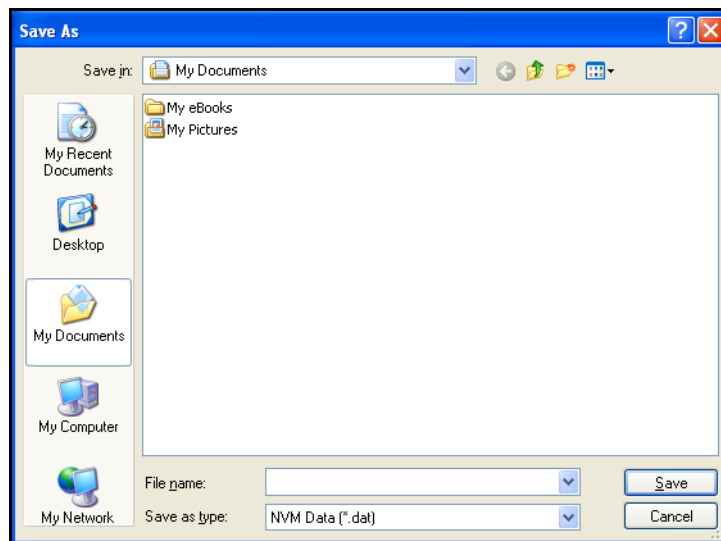 Save As
Save in: My Documents
My eBooks
My Pictures
My Recent
Documents
Desktop
My Documents
My Computer
My Network
File name:
Save
Save as type: NVM Data (*.dat)
Cancel